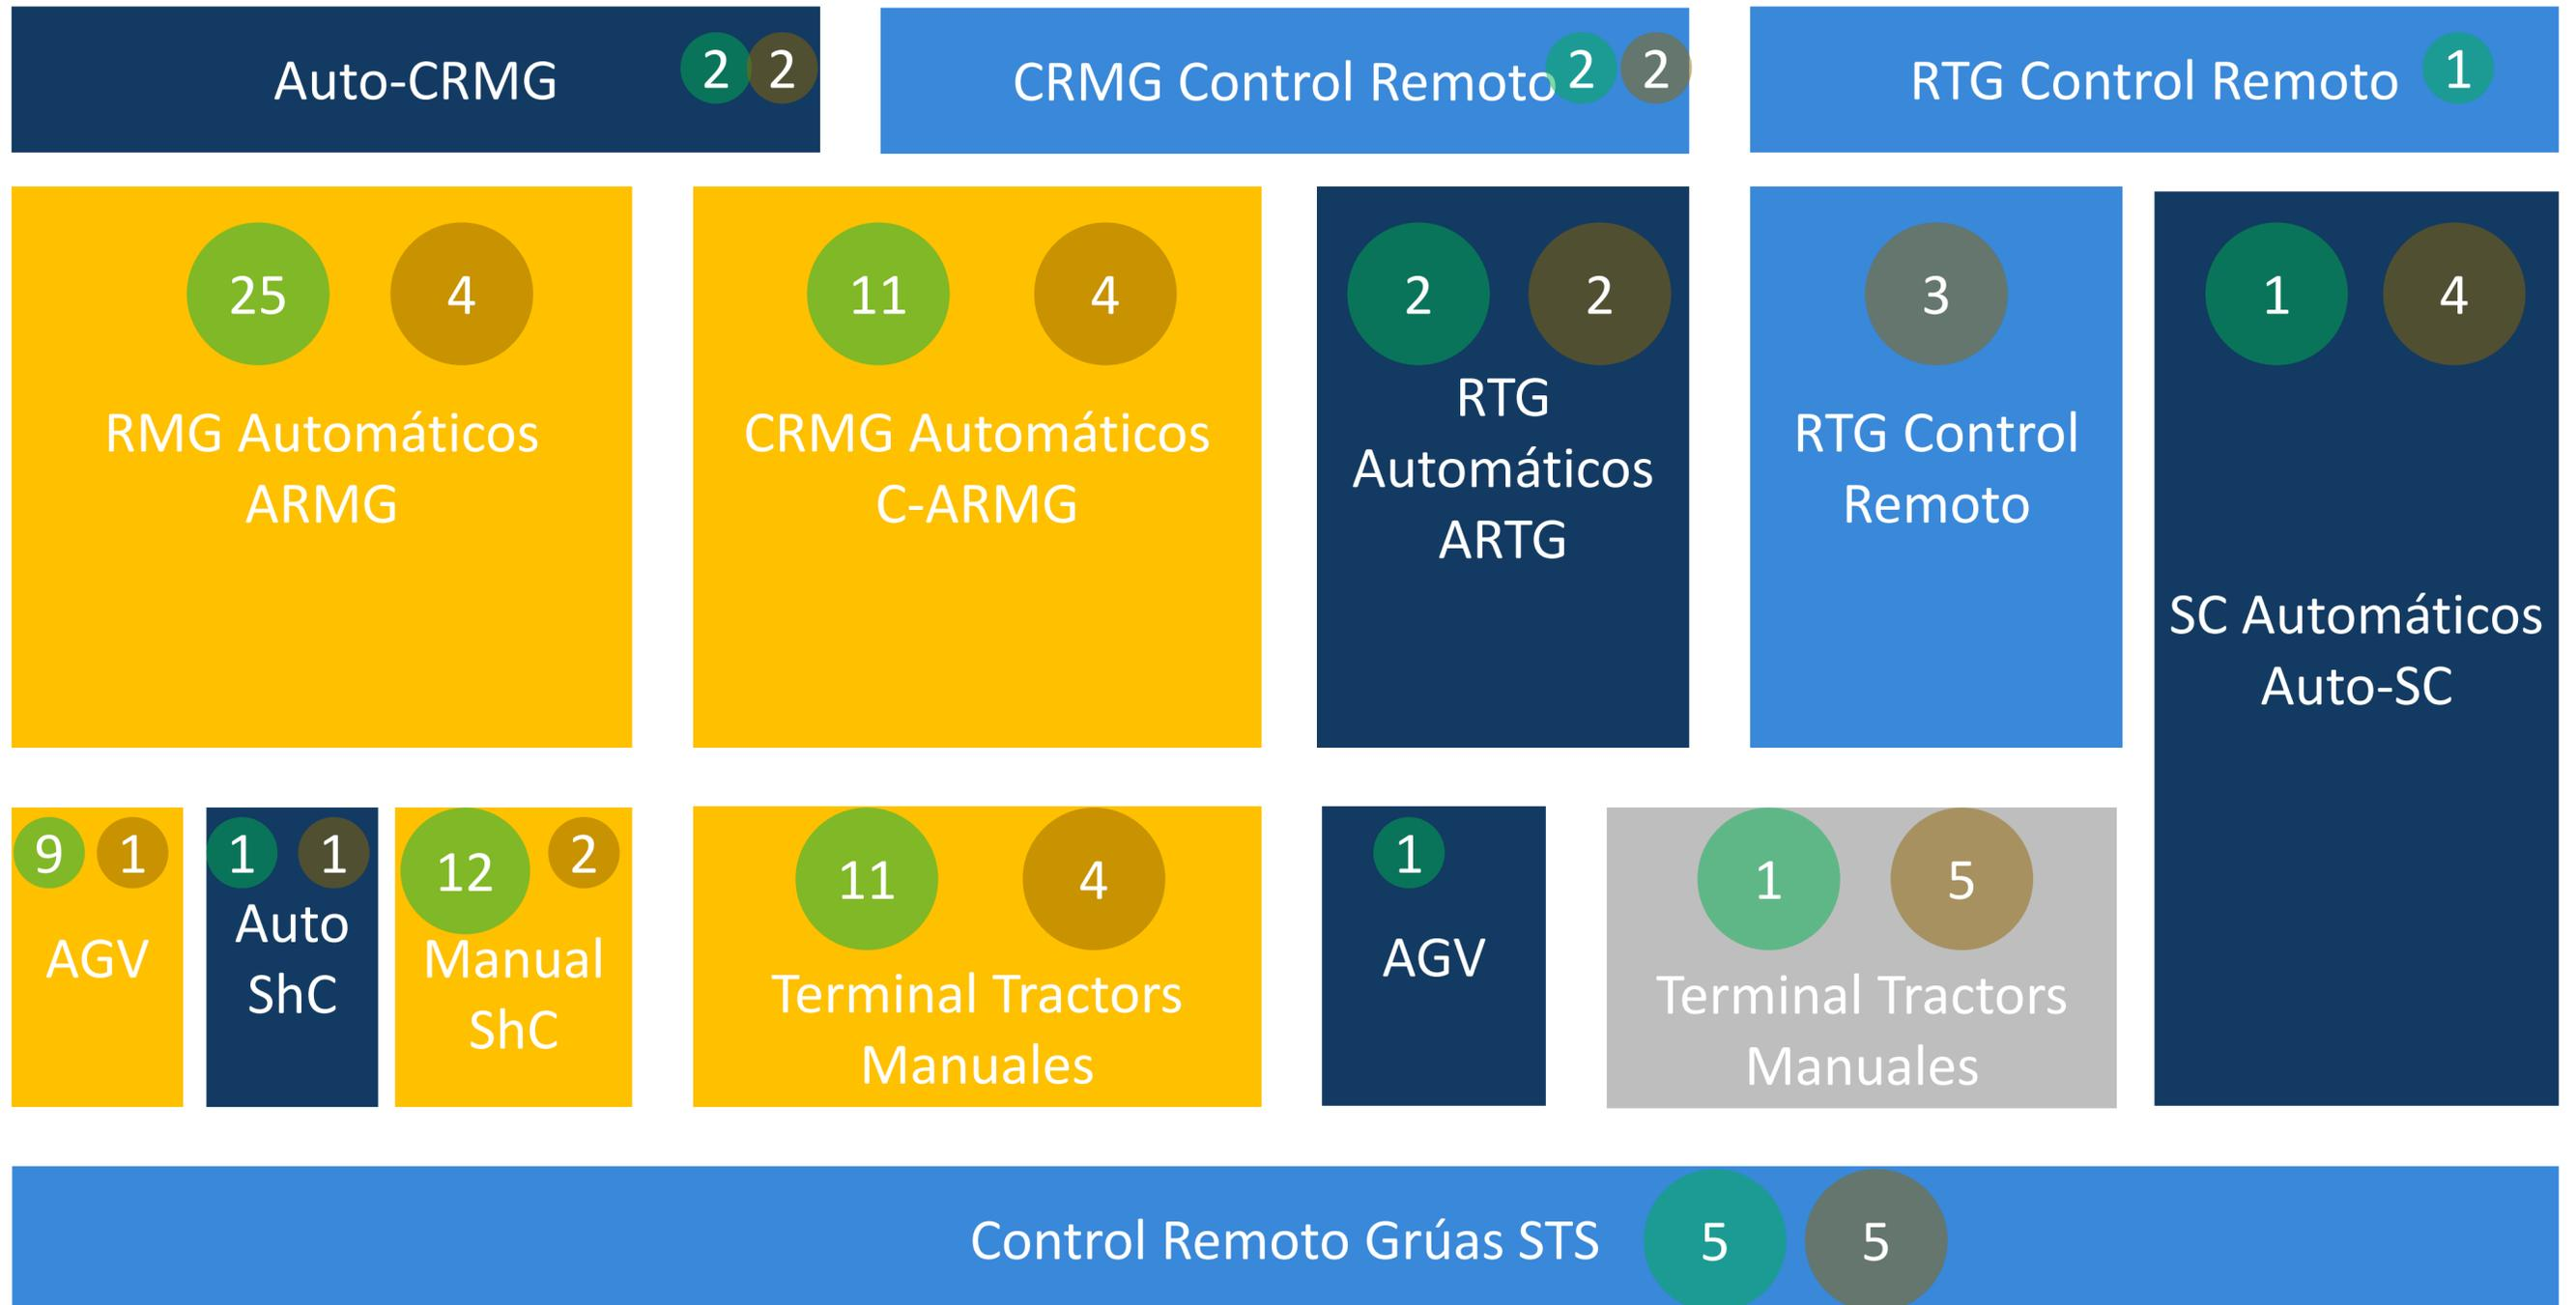 Auto-CRMG 2 2
CRMG Control Remoto 2 2
RTG Control Remoto 1
25 4
RMG Automáticos
ARMG
11 4
CRMG Automáticos
C-ARMG
2 2
RTG
Automáticos
ARTG
3
RTG Control
Remoto
1 4
SC Automáticos
Auto-SC
9 1
AGV
1 1
Auto
ShC
12 2
Manual
ShC
11 4
Terminal Tractors
Manuales
1
AGV
1 5
Terminal Tractors
Manuales
Control Remoto Grúas STS 5 5